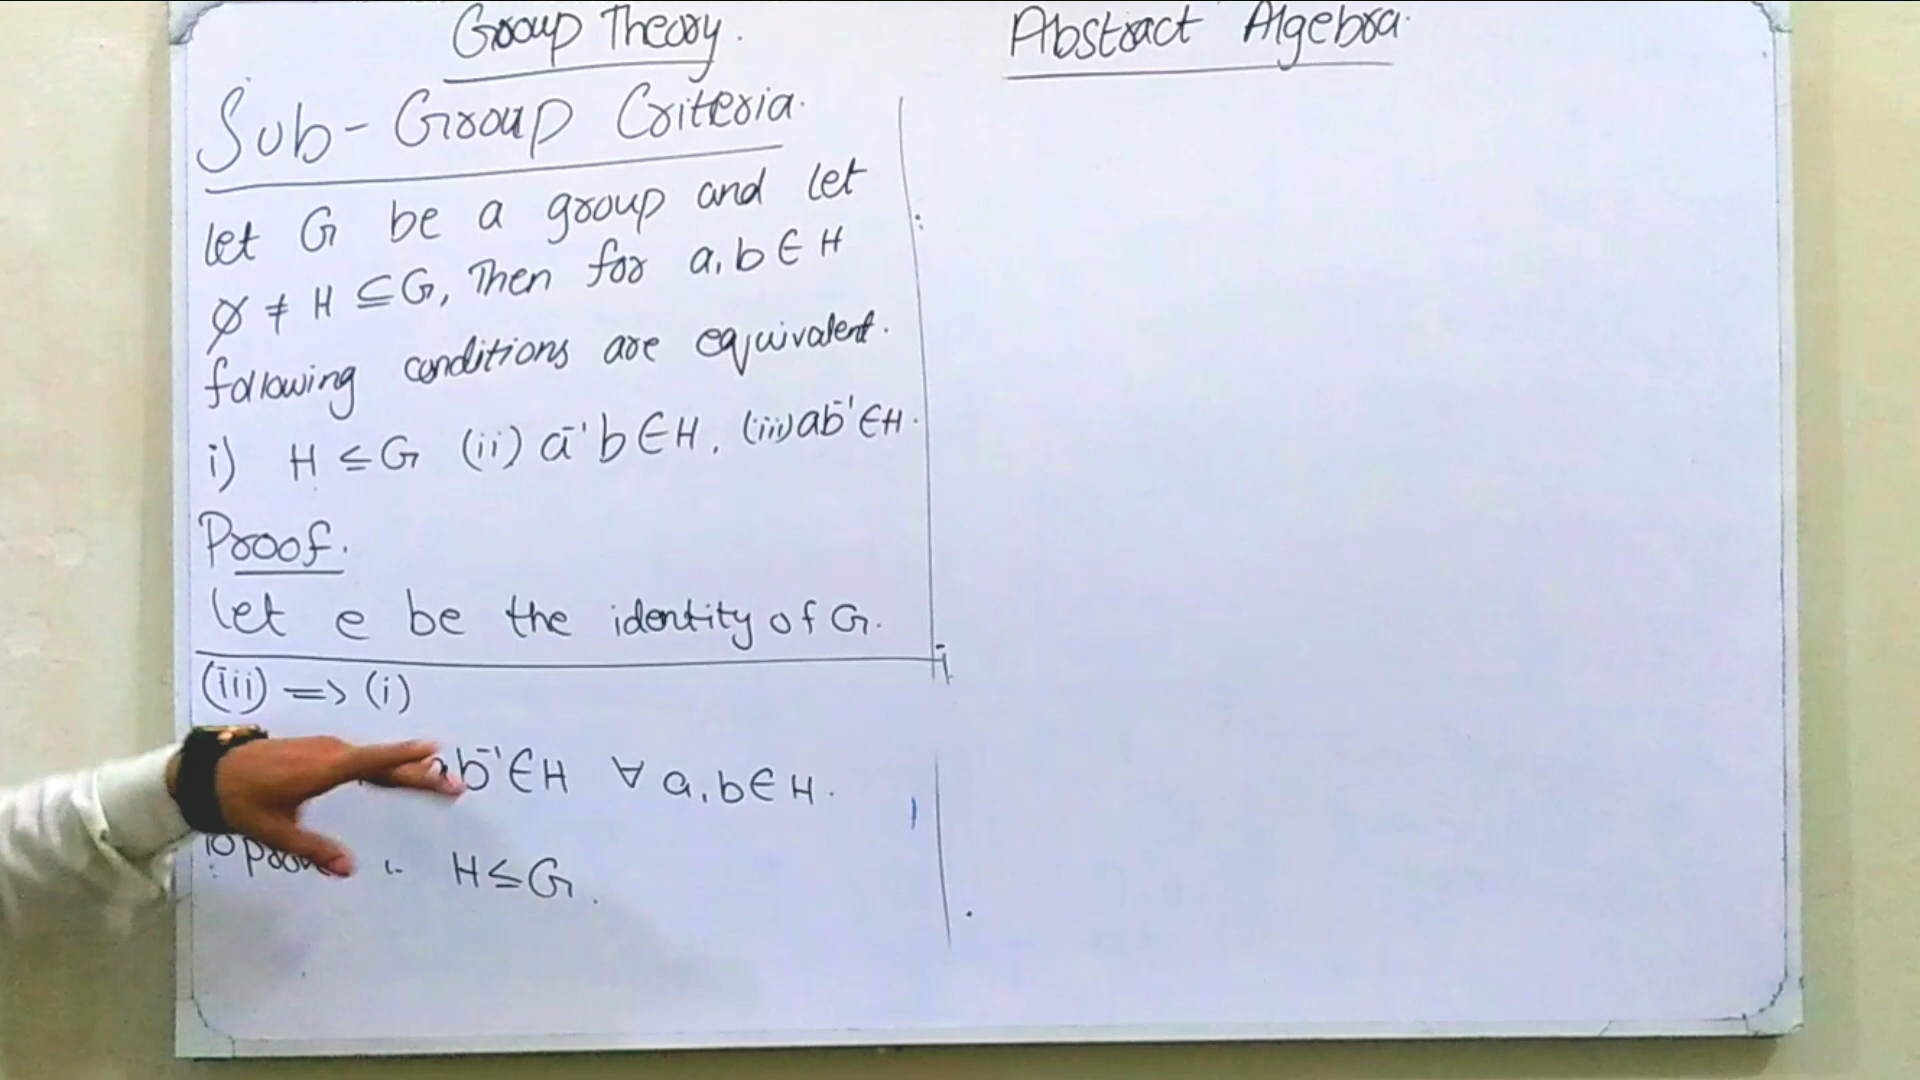 Group Theory.
Abstract Algebra.
Sub-Group Criteria.
let G be a group and let
∅ ≠ H ⊆ G, Then for a, b ∈ H
following conditions are equivalent.
i) H ≤ G (ii) a⁻¹b ∈ H. (iii) ab⁻¹ ∈ H.
Proof.
let e be the identity of G.
(iii) => (i)
ab⁻¹ ∈ H ∀ a, b ∈ H.
H ≤ G.